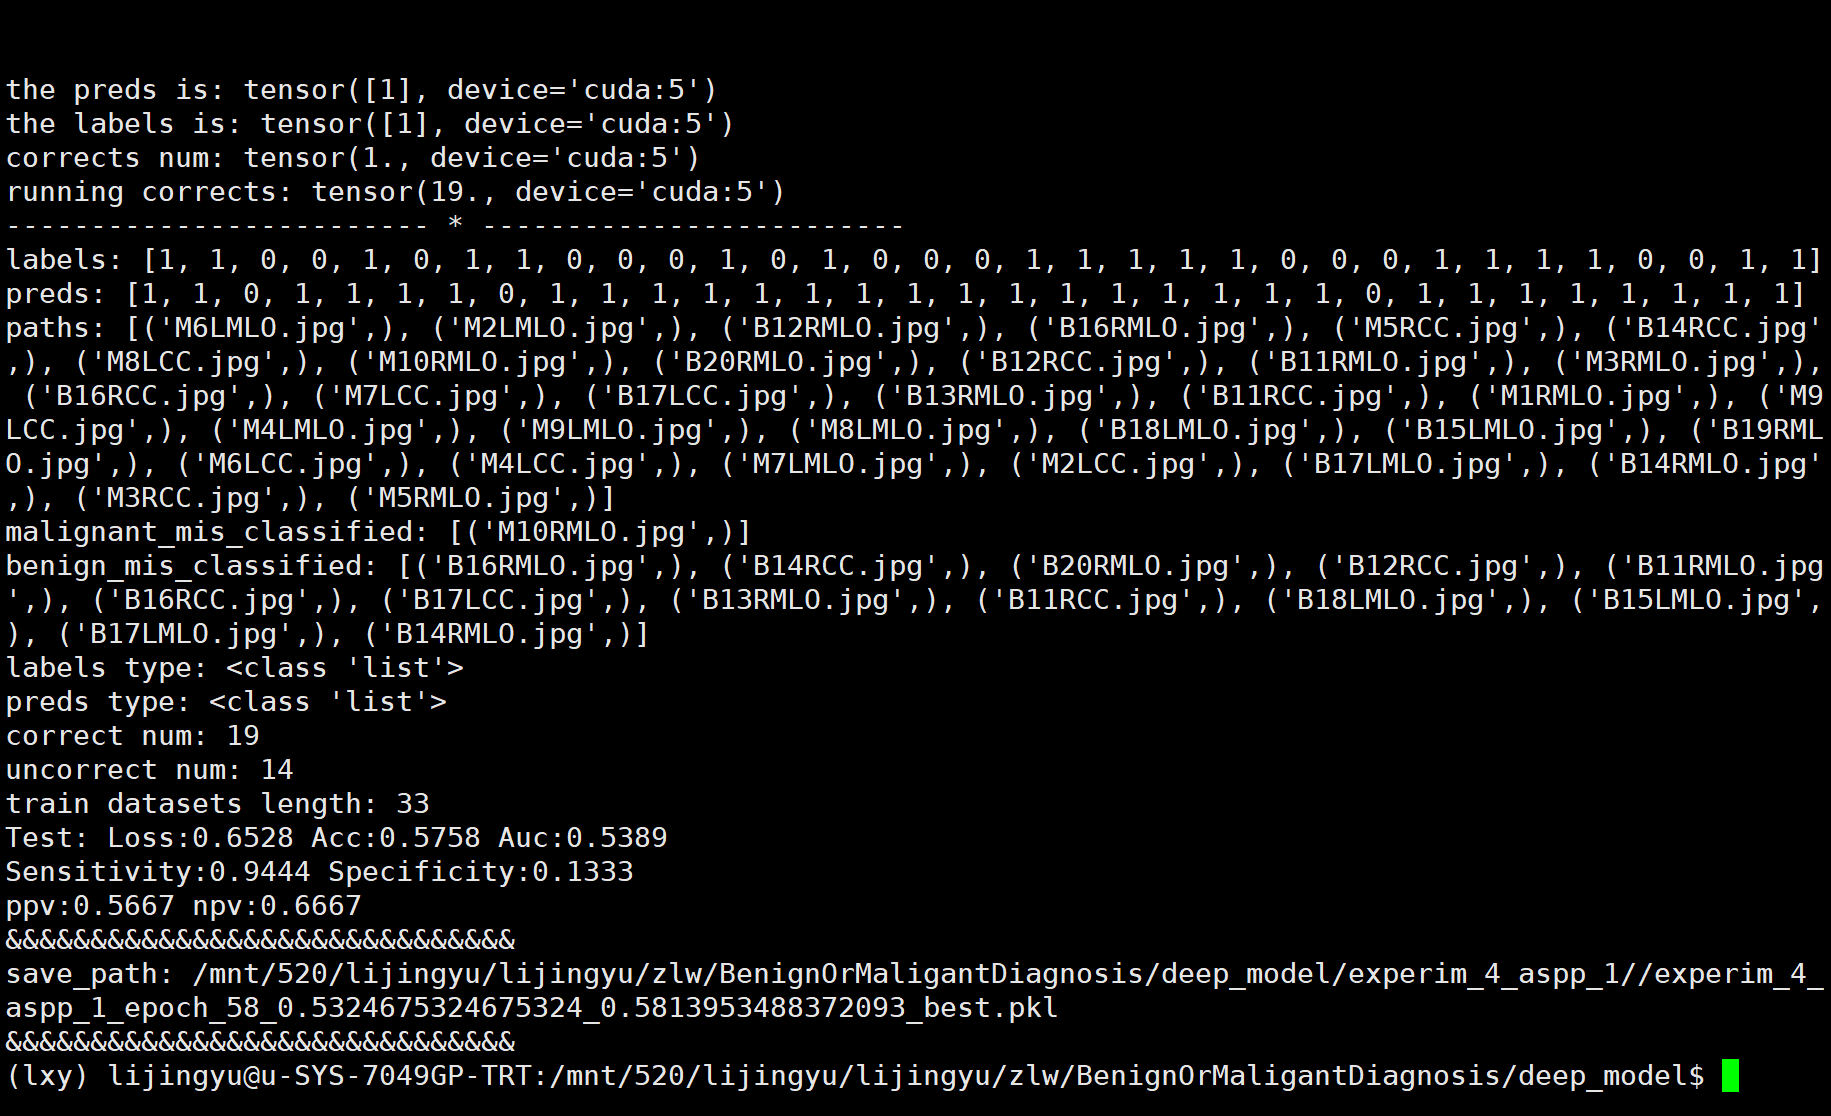 the preds is: tensor([1], device='cuda:5')
the labels is: tensor([1], device='cuda:5')
corrects num: tensor(1., device='cuda:5')
running corrects: tensor(19., device='cuda:5')
------------------------- * -------------------------
labels: [1, 1, 0, 0, 1, 0, 1, 1, 0, 0, 0, 1, 0, 1, 0, 0, 0, 1, 1, 1, 1, 1, 0, 0, 0, 1, 1, 1, 1, 0, 0, 1, 1]
preds: [1, 1, 0, 1, 1, 1, 1, 0, 1, 1, 1, 1, 1, 1, 1, 1, 1, 1, 1, 1, 1, 1, 1, 1, 0, 1, 1, 1, 1, 1, 1, 1, 1]
paths: [('M6LMLO.jpg',), ('M2LMLO.jpg',), ('B12RMLO.jpg',), ('B16RMLO.jpg',), ('M5RCC.jpg',), ('B14RCC.jpg'
,), ('M8LCC.jpg',), ('M10RMLO.jpg',), ('B20RMLO.jpg',), ('B12RCC.jpg',), ('B11RMLO.jpg',), ('M3RMLO.jpg',),
 ('B16RCC.jpg',), ('M7LCC.jpg',), ('B17LCC.jpg',), ('B13RMLO.jpg',), ('B11RCC.jpg',), ('M1RMLO.jpg',), ('M9
LCC.jpg',), ('M4LMLO.jpg',), ('M9LMLO.jpg',), ('M8LMLO.jpg',), ('B18LMLO.jpg',), ('B15LMLO.jpg',), ('B19RML
O.jpg',), ('M6LCC.jpg',), ('M4LCC.jpg',), ('M7LMLO.jpg',), ('M2LCC.jpg',), ('B17LMLO.jpg',), ('B14RMLO.jpg'
,), ('M3RCC.jpg',), ('M5RMLO.jpg',)]
malignant_mis_classified: [('M10RMLO.jpg',)]
benign_mis_classified: [('B16RMLO.jpg',), ('B14RCC.jpg',), ('B20RMLO.jpg',), ('B12RCC.jpg',), ('B11RMLO.jpg
',), ('B16RCC.jpg',), ('B17LCC.jpg',), ('B13RMLO.jpg',), ('B11RCC.jpg',), ('B18LMLO.jpg',), ('B15LMLO.jpg',
), ('B17LMLO.jpg',), ('B14RMLO.jpg',)]
labels type: <class 'list'>
preds type: <class 'list'>
correct num: 19
uncorrect num: 14
train datasets length: 33
Test: Loss:0.6528 Acc:0.5758 Auc:0.5389
Sensitivity:0.9444 Specificity:0.1333
ppv:0.5667 npv:0.6667
&&&&&&&&&&&&&&&&&&&&&&&&&&&&&&
save_path: /mnt/520/lijingyu/lijingyu/zlw/BenignOrMaligantDiagnosis/deep_model/experim_4_aspp_1//experim_4_
aspp_1_epoch_58_0.5324675324675324_0.5813953488372093_best.pkl
&&&&&&&&&&&&&&&&&&&&&&&&&&&&&&
(lxy) lijingyu@u-SYS-7049GP-TRT:/mnt/520/lijingyu/lijingyu/zlw/BenignOrMaligantDiagnosis/deep_model$